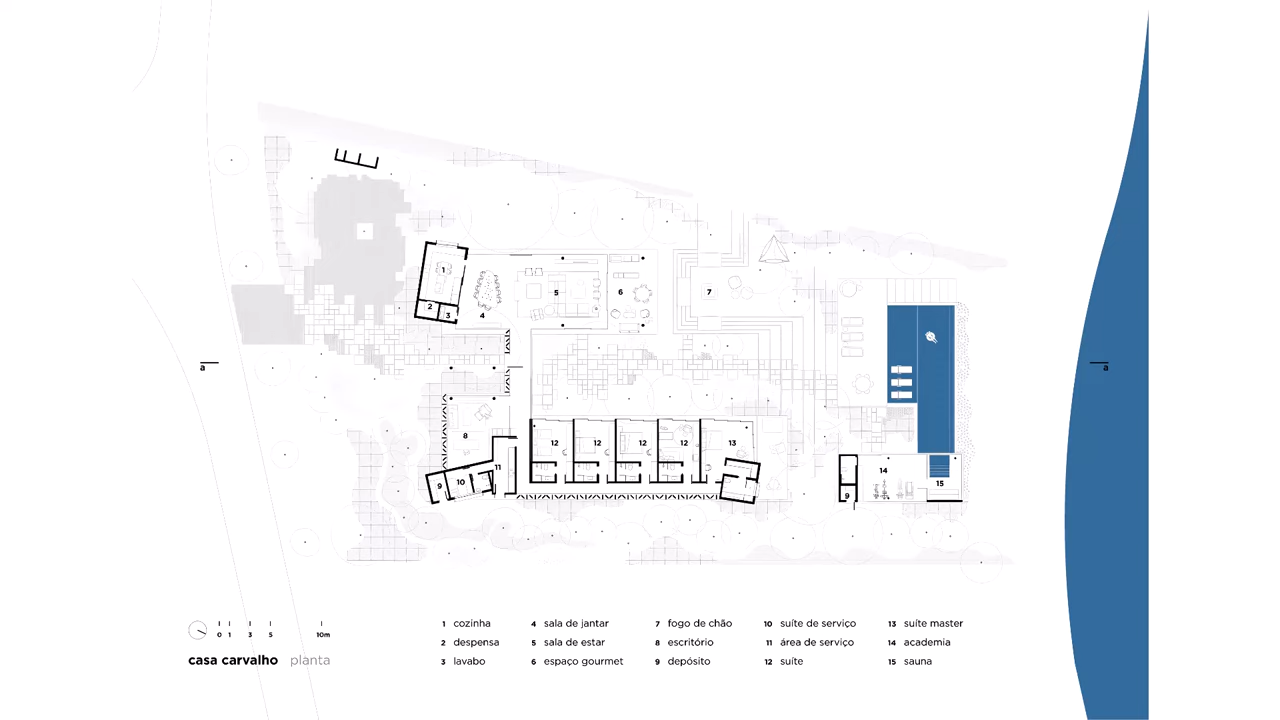 1
2
3
4
5
6
7
a
a
8
11
12
12
12
12
13
9
10
9
14
15
0 1 3 5 10m
casa carvalho planta
1 cozinha
2 despensa
3 lavabo
4 sala de jantar
5 sala de estar
6 espaço gourmet
7 fogo de chão
8 escritório
9 depósito
10 suíte de serviço
11 área de serviço
12 suíte
13 suíte master
14 academia
15 sauna